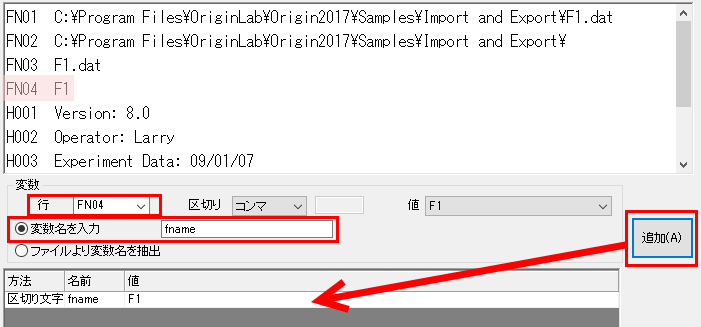 FN01 C:¥Program Files¥OriginLab¥Origin2017¥Samples¥Import and Export¥F1.dat
FN02 C:¥Program Files¥OriginLab¥Origin2017¥Samples¥Import and Export¥
FN03 F1.dat
FN04 F1
H001 Version: 8.0
H002 Operator: Larry
H003 Experiment Data: 09/01/07
変数
行 FN04 区切り コンマ 値 F1
変数名を入力 fname
追加(A)
ファイルより変数名を抽出
方法 名前 値
区切り文字 fname F1